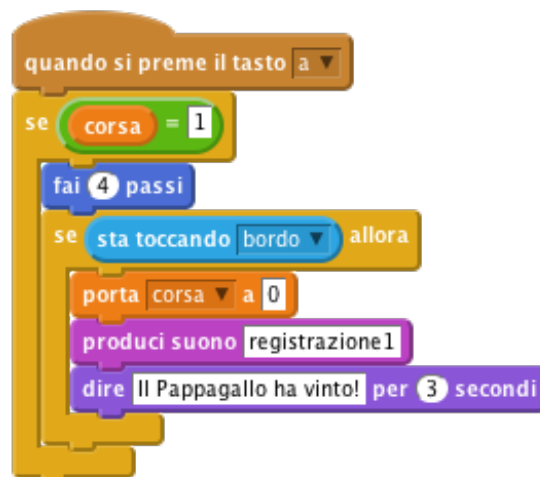 quando si preme il tasto a
se corsa = 1
fai 4 passi
se sta toccando bordo allora
porta corsa a 0
produci suono registrazione1
dire Il Pappagallo ha vinto! per 3 secondi